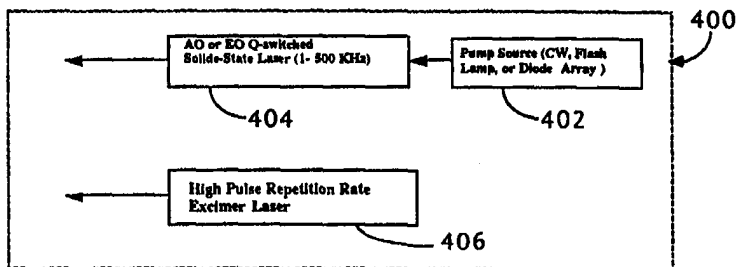 400
AO or EO Q-switched
Solide-State Laser (1- 500 KHz)
Pump Source (CW, Flash
Lamp, or Diode Array )
404
402
High Pulse Repetition Rate
Excimer Laser
406